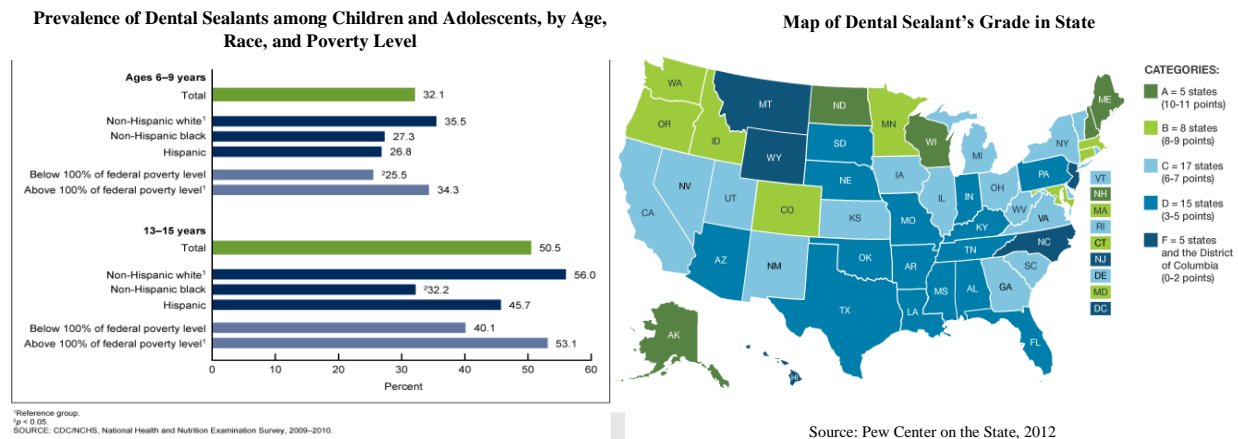 Prevalence of Dental Sealants among Children and Adolescents, by Age,
Race, and Poverty Level
Ages 6–9 years
Total
32.1
Non-Hispanic white¹
35.5
Non-Hispanic black
27.3
Hispanic
26.8
Below 100% of federal poverty level
²25.5
Above 100% of federal poverty level¹
34.3
13–15 years
Total
50.5
Non-Hispanic white¹
56.0
Non-Hispanic black
²32.2
Hispanic
45.7
Below 100% of federal poverty level
40.1
Above 100% of federal poverty level¹
53.1
0 10 20 30 40 50 60
Percent
¹Reference group.
²p < 0.05.
SOURCE: CDC/NCHS, National Health and Nutrition Examination Survey, 2009–2010.
Map of Dental Sealant's Grade in State
WA
MT
ND
MN
ME
OR
ID
WY
SD
WI
MI
NY
NV
UT
CO
NE
IA
IL
IN
OH
PA
CA
KS
MO
KY
WV
VA
AZ
NM
OK
AR
TN
NC
SC
TX
LA
MS
AL
GA
FL
AK
HI
VT
NH
MA
RI
CT
NJ
DE
MD
DC
CATEGORIES:
A = 5 states
(10-11 points)
B = 8 states
(8-9 points)
C = 17 states
(6-7 points)
D = 15 states
(3-5 points)
F = 5 states
and the District
of Columbia
(0-2 points)
Source: Pew Center on the State, 2012